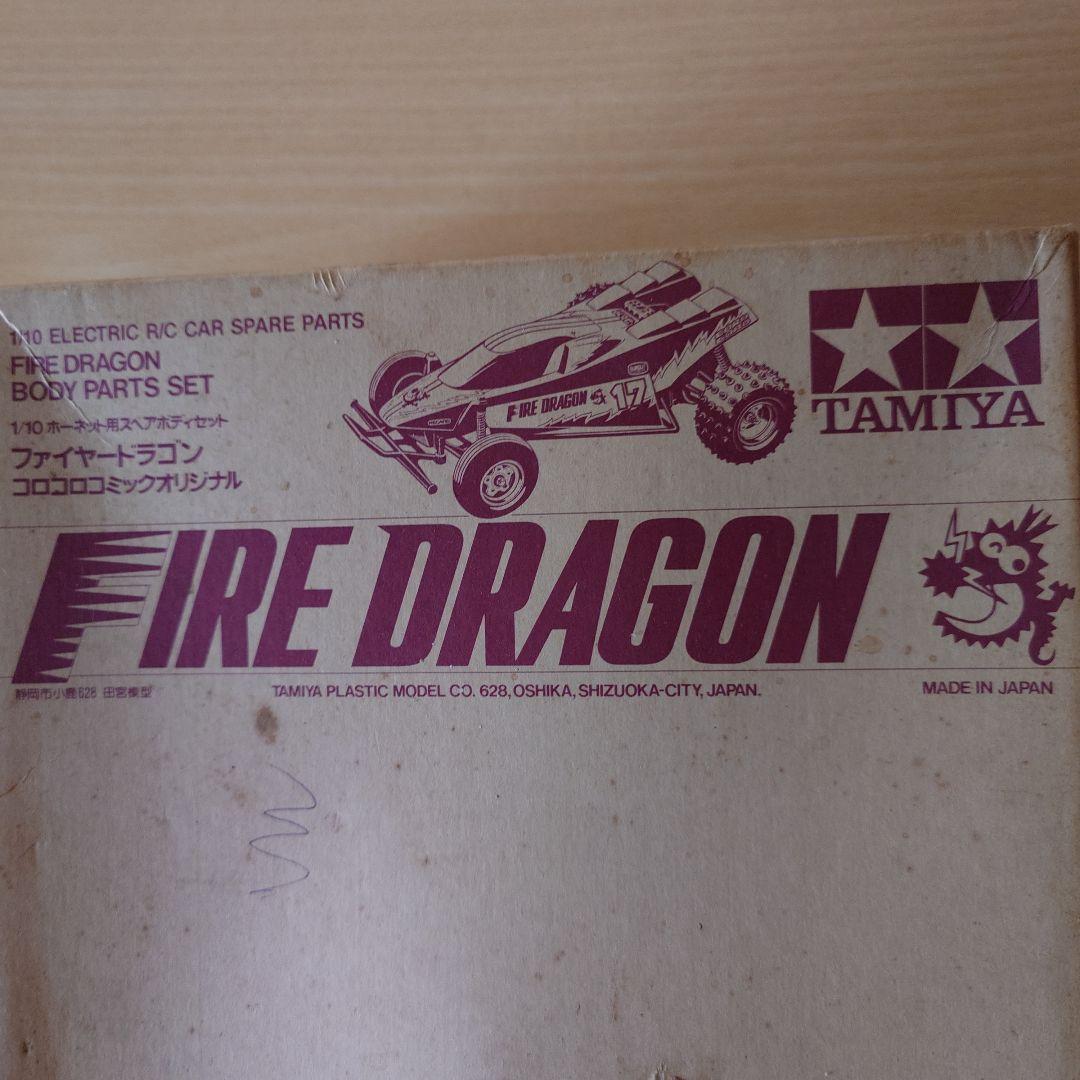 1/10 ELECTRIC R/C CAR SPARE PARTS
FIRE DRAGON
BODY PARTS SET
1/10 ホーネット用スペアボディセット
ファイヤードラゴン
コロコロコミックオリジナル
FIRE DRAGON 17
TAMIYA
FIRE DRAGON
静岡市小鹿628 田宮模型
TAMIYA PLASTIC MODEL CO. 628, OSHIKA, SHIZUOKA-CITY, JAPAN.
MADE IN JAPAN